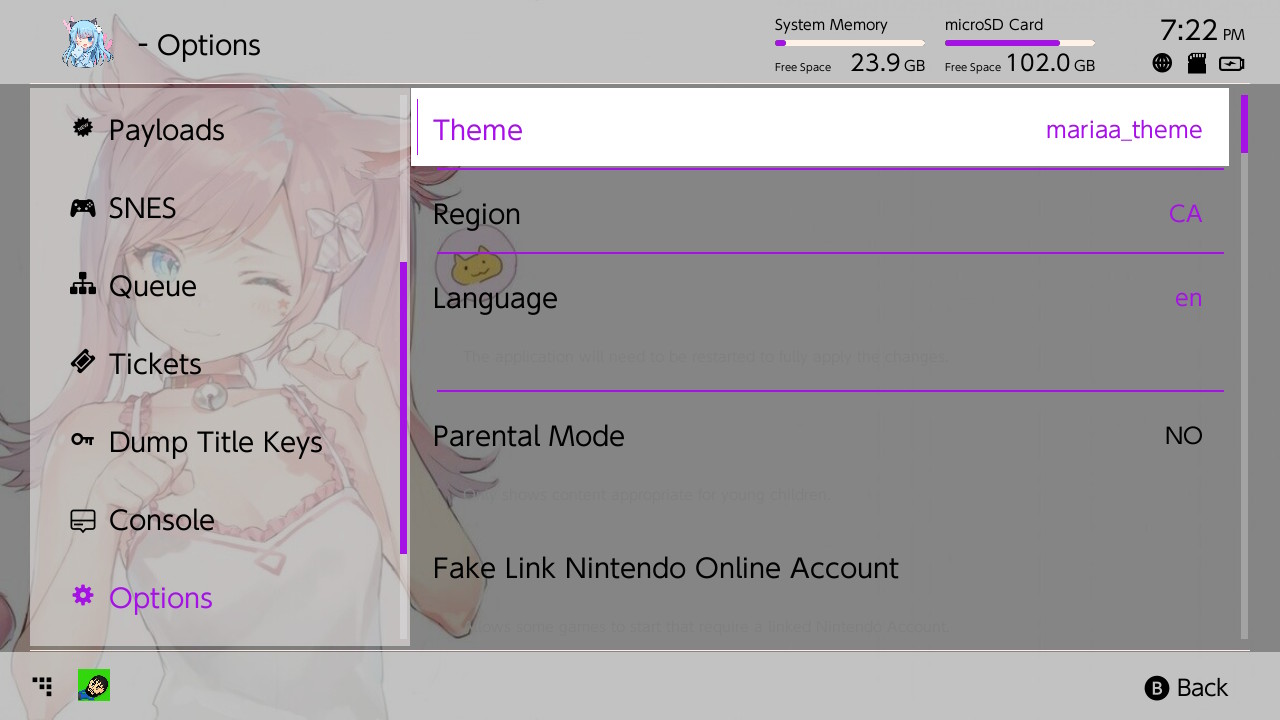 - Options
System Memory
Free Space 23.9 GB
microSD Card
Free Space 102.0 GB
7:22 PM
Payloads
SNES
Queue
Tickets
Dump Title Keys
Console
Options
Theme mariaa_theme
Region CA
Language en
The application will need to be restarted to fully apply the changes.
Parental Mode NO
Only shows content appropriate for young children.
Fake Link Nintendo Online Account
Allows some games to start that require a linked Nintendo Account.
B Back